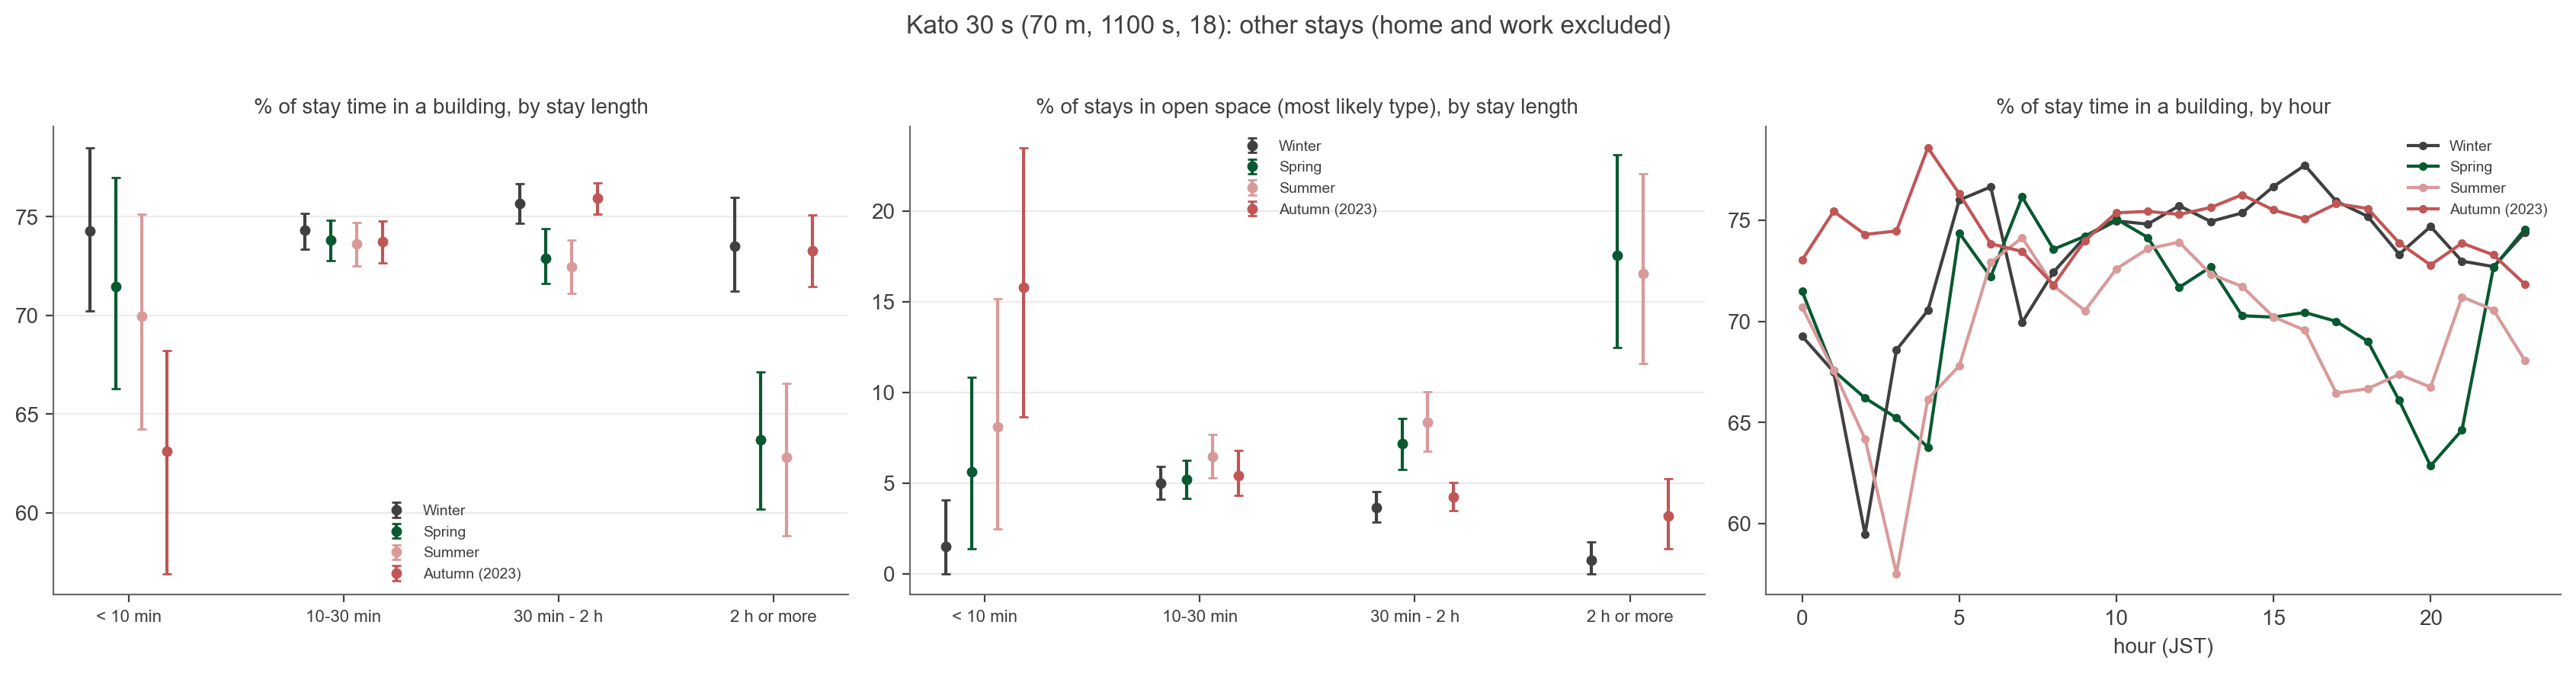 Kato 30 s (70 m, 1100 s, 18): other stays (home and work excluded)
% of stay time in a building, by stay length
75
70
65
60
Winter
Spring
Summer
Autumn (2023)
< 10 min
10-30 min
30 min - 2 h
2 h or more
% of stays in open space (most likely type), by stay length
Winter
Spring
Summer
Autumn (2023)
20
15
10
5
0
< 10 min
10-30 min
30 min - 2 h
2 h or more
% of stay time in a building, by hour
Winter
Spring
Summer
Autumn (2023)
75
70
65
60
0
5
10
15
20
hour (JST)